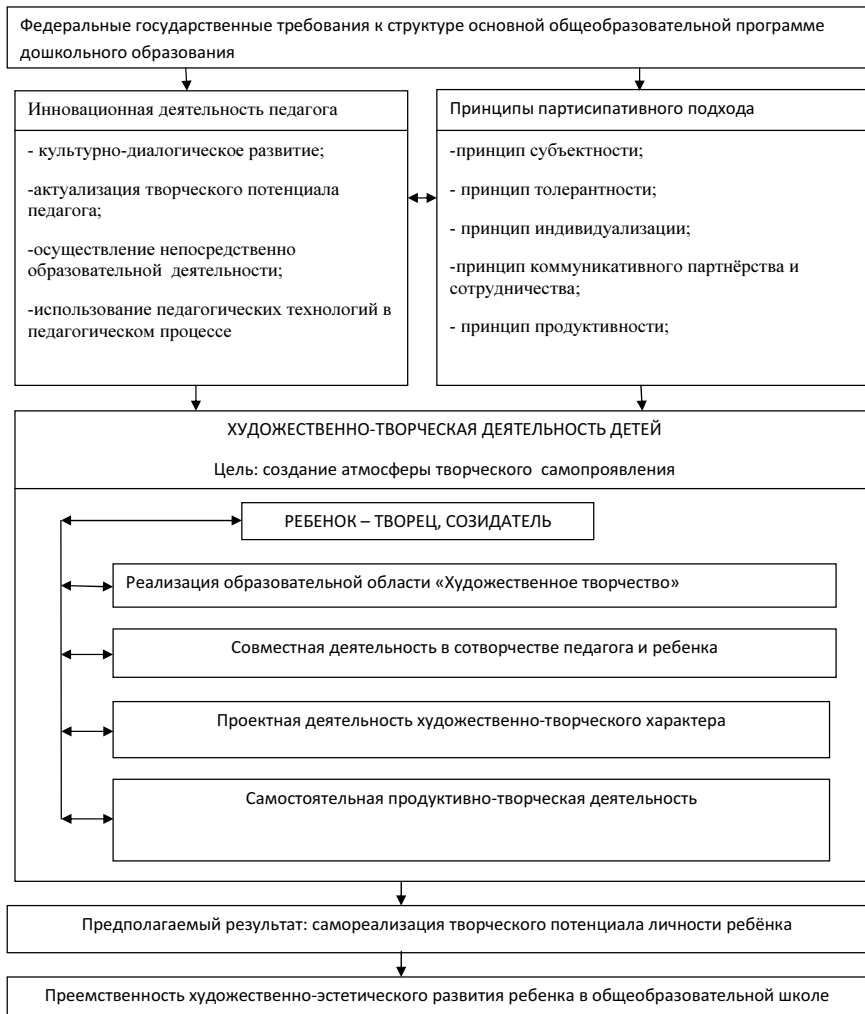 Федеральные государственные требования к структуре основной общеобразовательной программе
дошкольного образования
Инновационная деятельность педагога
- культурно-диалогическое развитие;
-актуализация творческого потенциала
педагога;
-осуществление непосредственно
образовательной деятельности;
-использование педагогических технологий в
педагогическом процессе
Принципы партисипативного подхода
-принцип субъектности;
- принцип толерантности;
- принцип индивидуализации;
-принцип коммуникативного партнёрства и
сотрудничества;
- принцип продуктивности;
ХУДОЖЕСТВЕННО-ТВОРЧЕСКАЯ ДЕЯТЕЛЬНОСТЬ ДЕТЕЙ
Цель: создание атмосферы творческого самопроявления
РЕБЕНОК – ТВОРЕЦ, СОЗИДАТЕЛЬ
Реализация образовательной области «Художественное творчество»
Совместная деятельность в сотворчестве педагога и ребенка
Проектная деятельность художественно-творческого характера
Самостоятельная продуктивно-творческая деятельность
Предполагаемый результат: самореализация творческого потенциала личности ребёнка
Преемственность художественно-эстетического развития ребенка в общеобразовательной школе